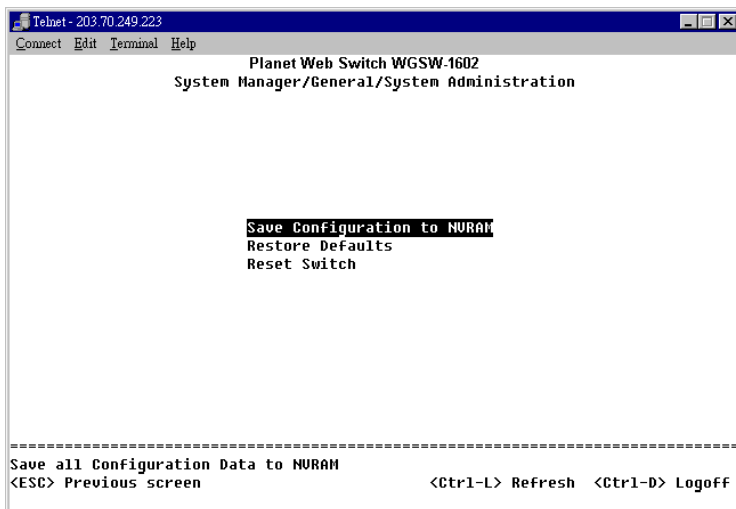 Telnet - 203.70.249.223
Connect Edit Terminal Help
Planet Web Switch WGSW-1602
System Manager/General/System Administration
Save Configuration to NVRAM
Restore Defaults
Reset Switch
================================================================================
Save all Configuration Data to NVRAM
<ESC> Previous screen <Ctrl-L> Refresh <Ctrl-D> Logoff